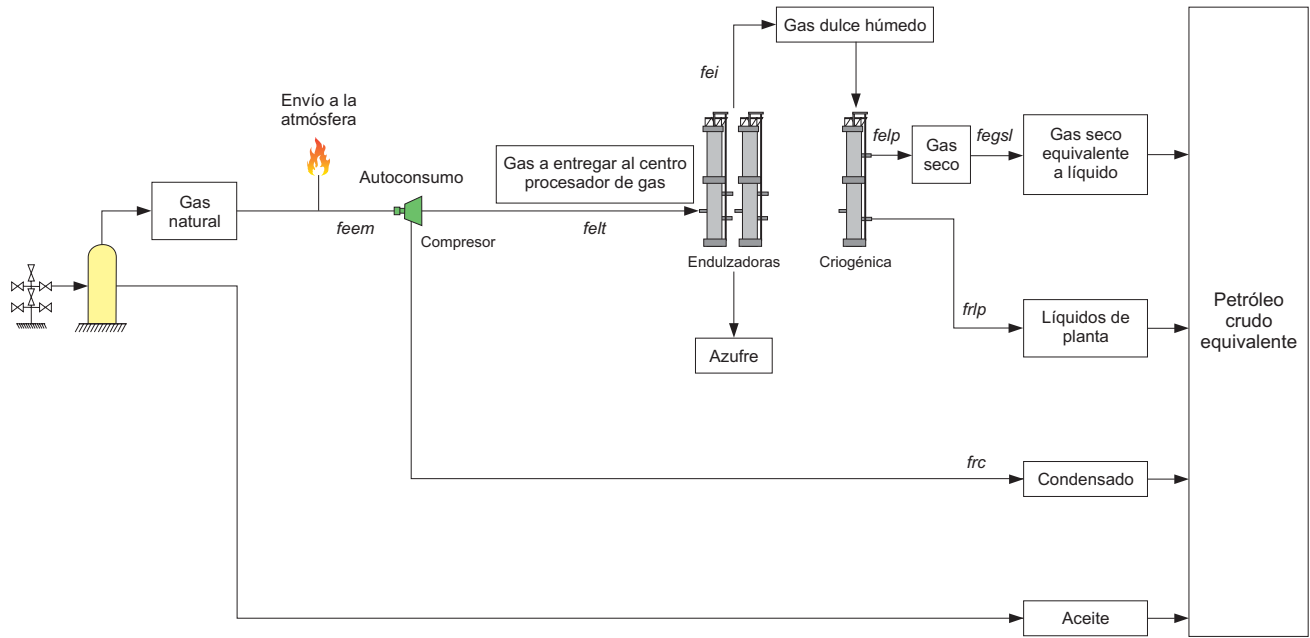 Gas dulce húmedo
fei
Envío a la
atmósfera
felp
fegsl
Gas
seco
Gas seco
equivalente
a líquido
Gas a entregar al centro
procesador de gas
Autoconsumo
Gas
natural
feem
Compresor
felt
Endulzadoras
Criogénica
frlp
Líquidos de
planta
Petróleo
crudo
equivalente
Azufre
frc
Condensado
Aceite